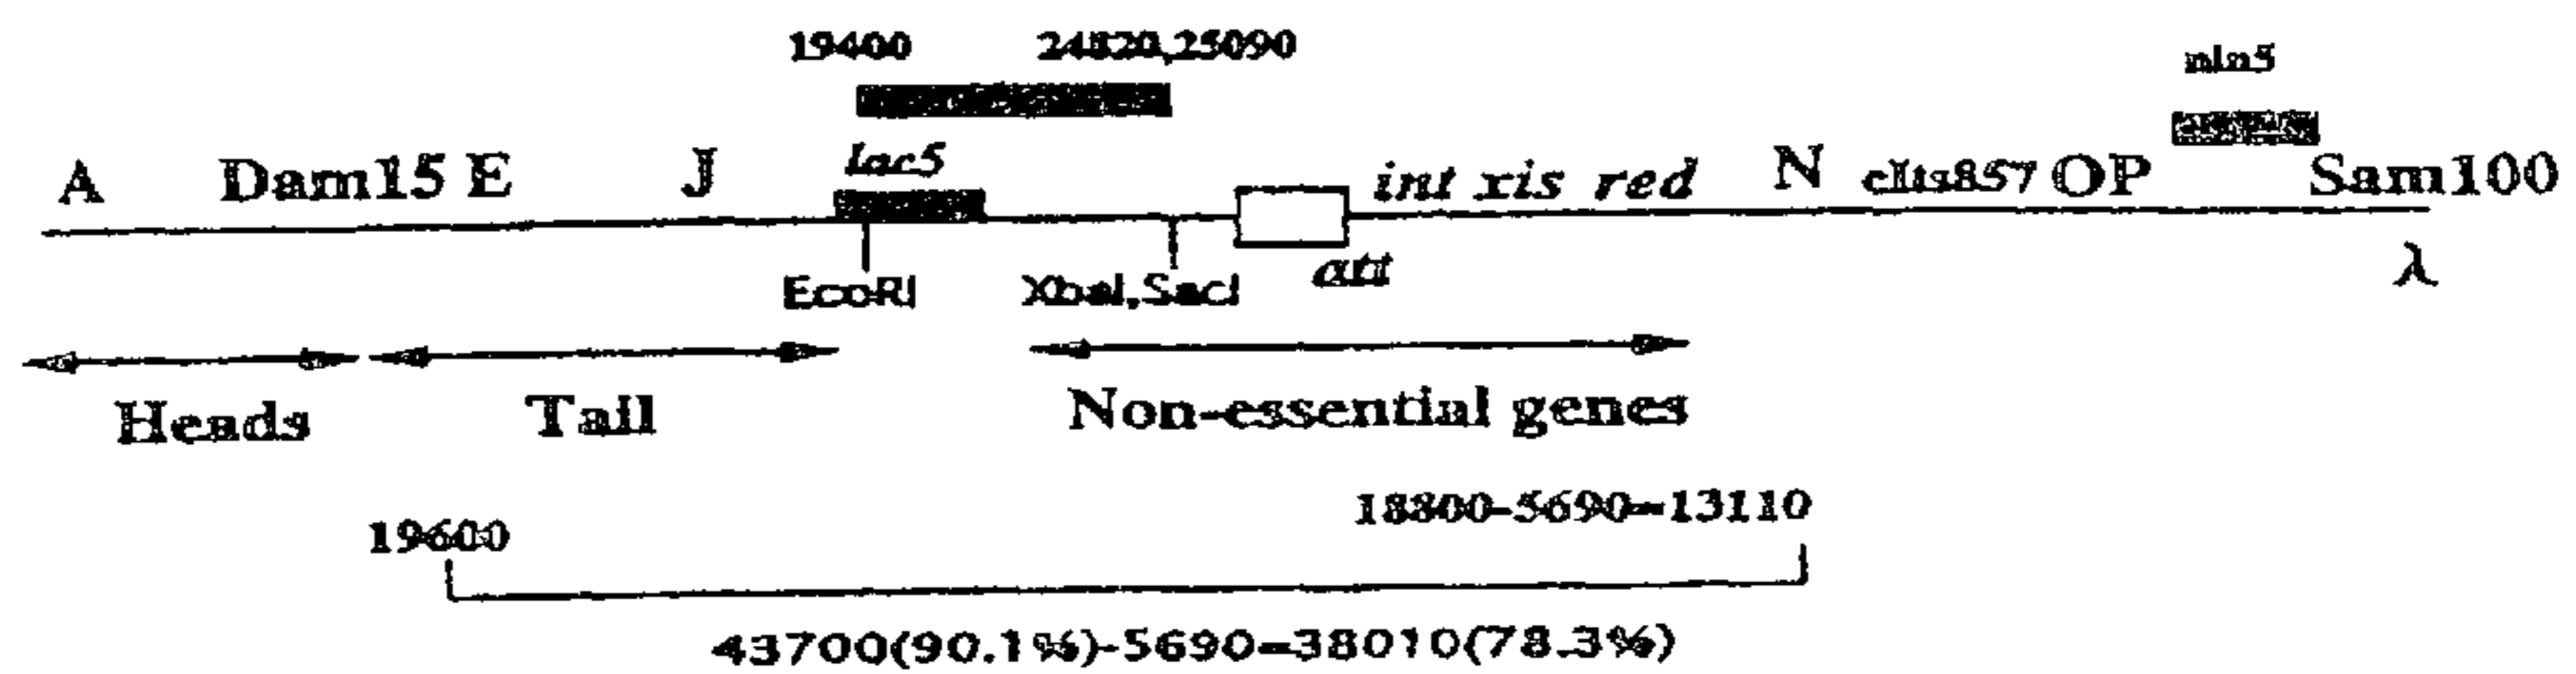 19400 24820,25090
nin5
A Dam15 E J lac5 int xis red N cIts857 OP Sam100
EcoRI XbaI,SacI att λ
Heads Tail Non-essential genes
19600 18800-5690=13110
43700(90.1%)-5690=38010(78.3%)